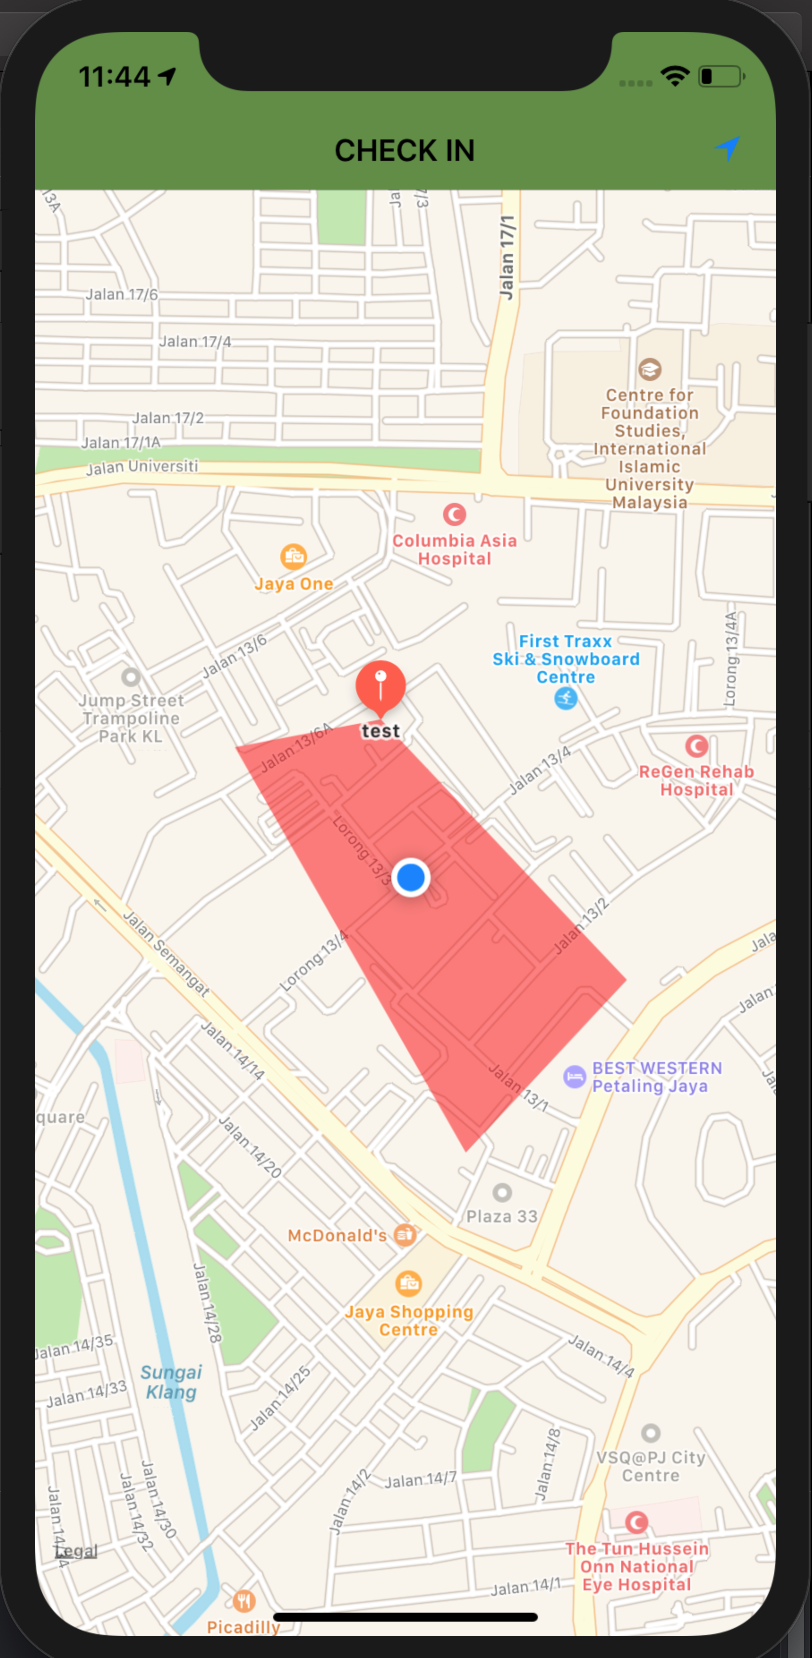 11:44
CHECK IN
13A
Ja
7/3
Jalan 17/1
Jalan 17/6
Jalan 17/4
Centre for
Foundation
Studies,
International
Islamic
University
Malaysia
Jalan 17/2
Jalan 17/1A
Jalan Universiti
Columbia Asia
Hospital
Jaya One
First Traxx
Ski & Snowboard
Centre
Jalan 13/6
Lorong 13/4A
Jump Street
Trampoline
Park KL
test
Jalan 13/6A
Jalan 13/4
ReGen Rehab
Hospital
Lorong 13/3
Jalan 13/2
Jala
Jalan Semangat
Lorong 13/4
Jalan
Jalan 14/14
BEST WESTERN
Petaling Jaya
Jalan 13/1
Jal
quare
Jalan 14/20
Plaza 33
McDonald's
Jaya Shopping
Centre
Jalan 14/28
Jalan 14/35
Jalan 14/4
Sungai
Klang
Jalan 14/33
Jalan 14/25
VSQ@PJ City
Centre
Jalan 14/8
Jalan 14/7
Jalan 14/2
Jalan 14/30
Jalan 14/32
Legal
The Tun Hussein
Onn National
Eye Hospital
Jalan 14/1
Picadilly